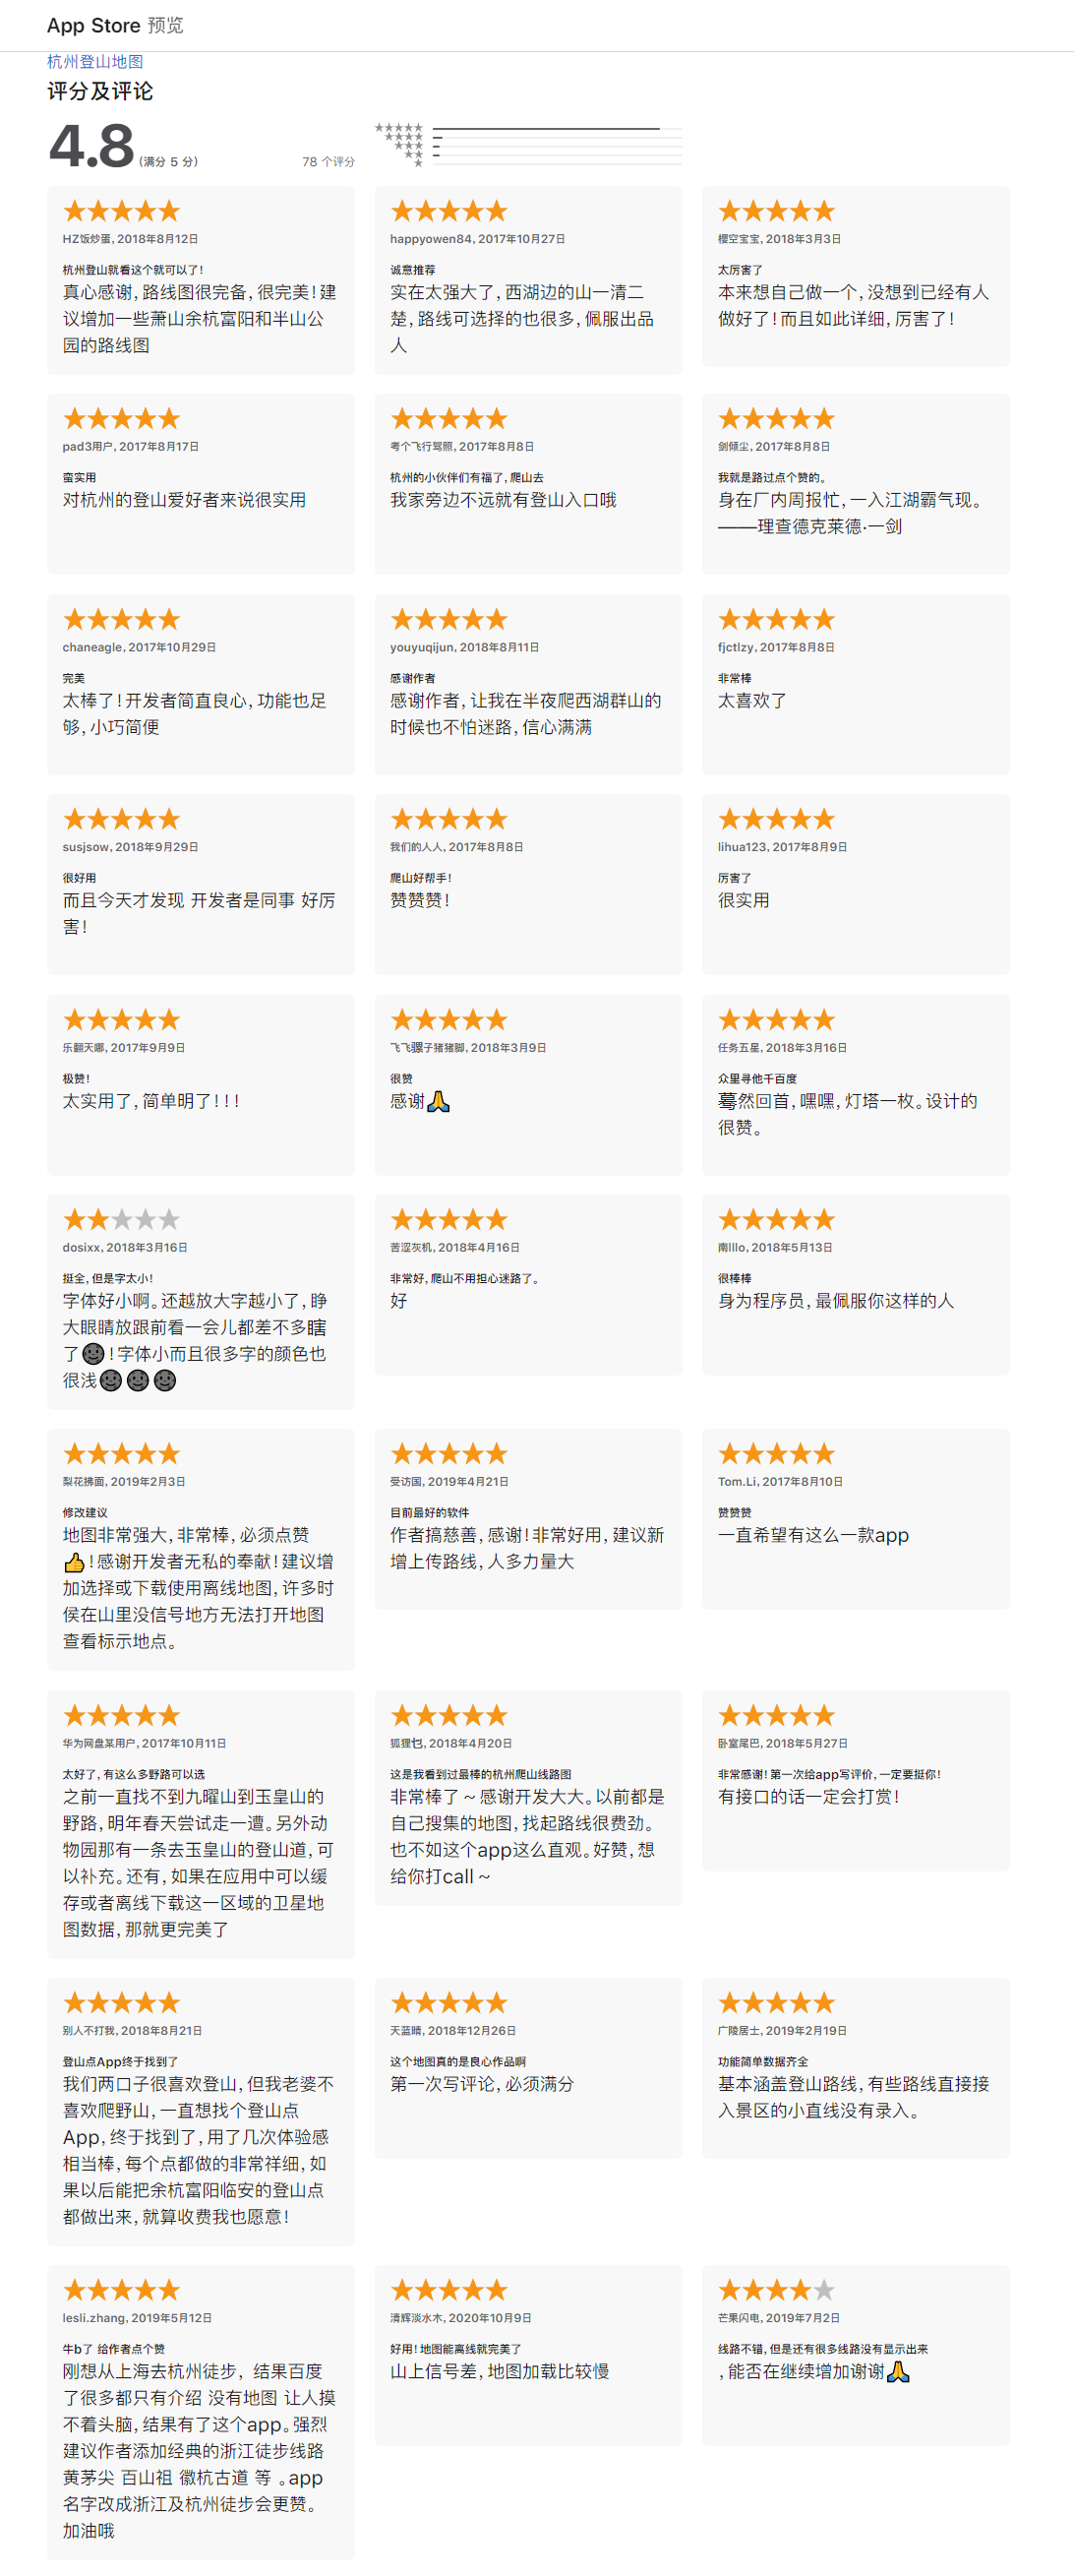 App Store 预览
杭州登山地图
评分及评论
4.8 (满分 5 分)
78 个评分
HZ饭炒蛋, 2018年8月12日
杭州登山就看这个就可以了！
真心感谢，路线图很完备，很完美！建
议增加一些萧山余杭富阳和半山公
园的路线图
happyowen84, 2017年10月27日
诚意推荐
实在太强大了，西湖边的山一清二
楚，路线可选择的也很多，佩服出品
人
樱空宝宝, 2018年3月3日
太厉害了
本来想自己做一个，没想到已经有人
做好了！而且如此详细，厉害了！
pad3用户, 2017年8月17日
蛮实用
对杭州的登山爱好者来说很实用
考个飞行驾照, 2017年8月8日
杭州的小伙伴们有福了，爬山去
我家旁边不远就有登山入口哦
剑倾尘, 2017年8月8日
我就是路过点个赞的。
身在厂内周报忙，一入江湖霸气现。
——理查德克莱德·一剑
chaneagle, 2017年10月29日
完美
太棒了！开发者简直良心，功能也足
够，小巧简便
youyuqijun, 2018年8月11日
感谢作者
感谢作者，让我在半夜爬西湖群山的
时候也不怕迷路，信心满满
fjctlzy, 2017年8月8日
非常棒
太喜欢了
susjsow, 2018年9月29日
很好用
而且今天才发现 开发者是同事 好厉
害！
我们的人人, 2017年8月8日
爬山好帮手！
赞赞赞！
lihua123, 2017年8月9日
厉害了
很实用
乐翻天哪, 2017年9月9日
极赞！
太实用了，简单明了！！！
飞飞骡子猪猪脚, 2018年3月9日
很赞
感谢🙏
任务五星, 2018年3月16日
众里寻他千百度
蓦然回首，嘿嘿，灯塔一枚。设计的
很赞。
dosixx, 2018年3月16日
挺全，但是字太小！
字体好小啊。还越放大字越小了，睁
大眼睛放跟前看一会儿都差不多瞎
了🌚！字体小而且很多字的颜色也
很浅🌚🌚🌚
苦涩灰机, 2018年4月16日
非常好，爬山不用担心迷路了。
好
南lllo, 2018年5月13日
很棒棒
身为程序员，最佩服你这样的人
梨花拂面, 2019年2月3日
修改建议
地图非常强大，非常棒，必须点赞
👍！感谢开发者无私的奉献！建议增
加选择或下载使用离线地图，许多时
侯在山里没信号地方无法打开地图
查看标示地点。
受访国, 2019年4月21日
目前最好的软件
作者搞慈善，感谢！非常好用，建议新
增上传路线，人多力量大
Tom.Li, 2017年8月10日
赞赞赞
一直希望有这么一款app
华为网盘某用户, 2017年10月11日
太好了，有这么多野路可以选
之前一直找不到九曜山到玉皇山的
野路，明年春天尝试走一遭。另外动
物园那有一条去玉皇山的登山道，可
以补充。还有，如果在应用中可以缓
存或者离线下载这一区域的卫星地
图数据，那就更完美了
狐狸乜, 2018年4月20日
这是我看到过最棒的杭州爬山线路图
非常棒了～感谢开发大大。以前都是
自己搜集的地图，找起路线很费劲。
也不如这个app这么直观。好赞，想
给你打call～
卧室尾巴, 2018年5月27日
非常感谢！第一次给app写评价，一定要挺你！
有接口的话一定会打赏！
别人不打我, 2018年8月21日
登山点App终于找到了
我们两口子很喜欢登山，但我老婆不
喜欢爬野山，一直想找个登山点
App，终于找到了，用了几次体验感
相当棒，每个点都做的非常祥细，如
果以后能把余杭富阳临安的登山点
都做出来，就算收费我也愿意！
天蓝晴, 2018年12月26日
这个地图真的是良心作品啊
第一次写评论，必须满分
广陵居士, 2019年2月19日
功能简单数据齐全
基本涵盖登山路线，有些路线直接接
入景区的小直线没有录入。
lesli.zhang, 2019年5月12日
牛b了 给作者点个赞
刚想从上海去杭州徒步， 结果百度
了很多都只有介绍 没有地图 让人摸
不着头脑，结果有了这个app。强烈
建议作者添加经典的浙江徒步线路
黄茅尖 百山祖 徽杭古道 等 。app
名字改成浙江及杭州徒步会更赞。
加油哦
清辉淡水木, 2020年10月9日
好用！地图能离线就完美了
山上信号差，地图加载比较慢
芒果闪电, 2019年7月2日
线路不错，但是还有很多线路没有显示出来
，能否在继续增加谢谢🙏